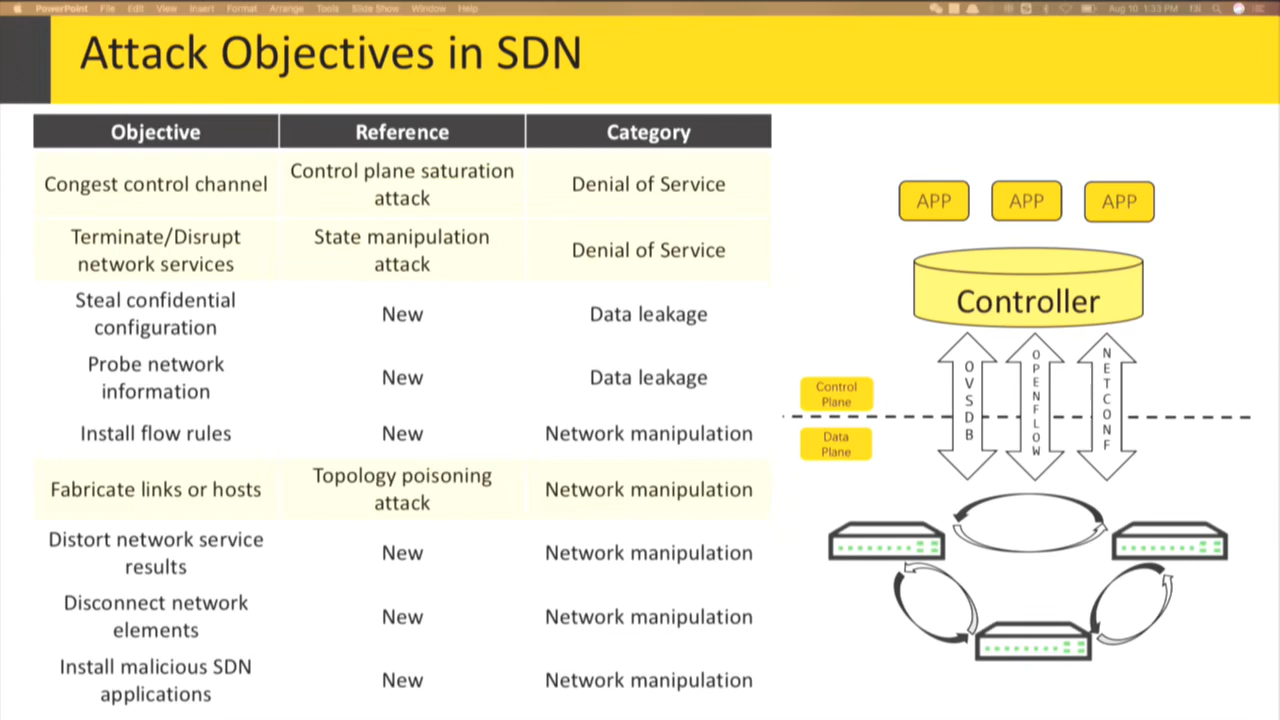 PowerPoint File Edit View Insert Format Arrange Tools Slide Show Window Help
Aug 10 1:33 PM
Attack Objectives in SDN
Objective Reference Category
Congest control channel
Control plane saturation
attack
Denial of Service
Terminate/Disrupt
network services
State manipulation
attack
Denial of Service
Steal confidential
configuration
New
Data leakage
Probe network
information
New
Data leakage
Install flow rules
New
Network manipulation
Fabricate links or hosts
Topology poisoning
attack
Network manipulation
Distort network service
results
New
Network manipulation
Disconnect network
elements
New
Network manipulation
Install malicious SDN
applications
New
Network manipulation
APP APP APP
Controller
OVSDB
OPENFLOW
NETCONF
Control
Plane
Data
Plane